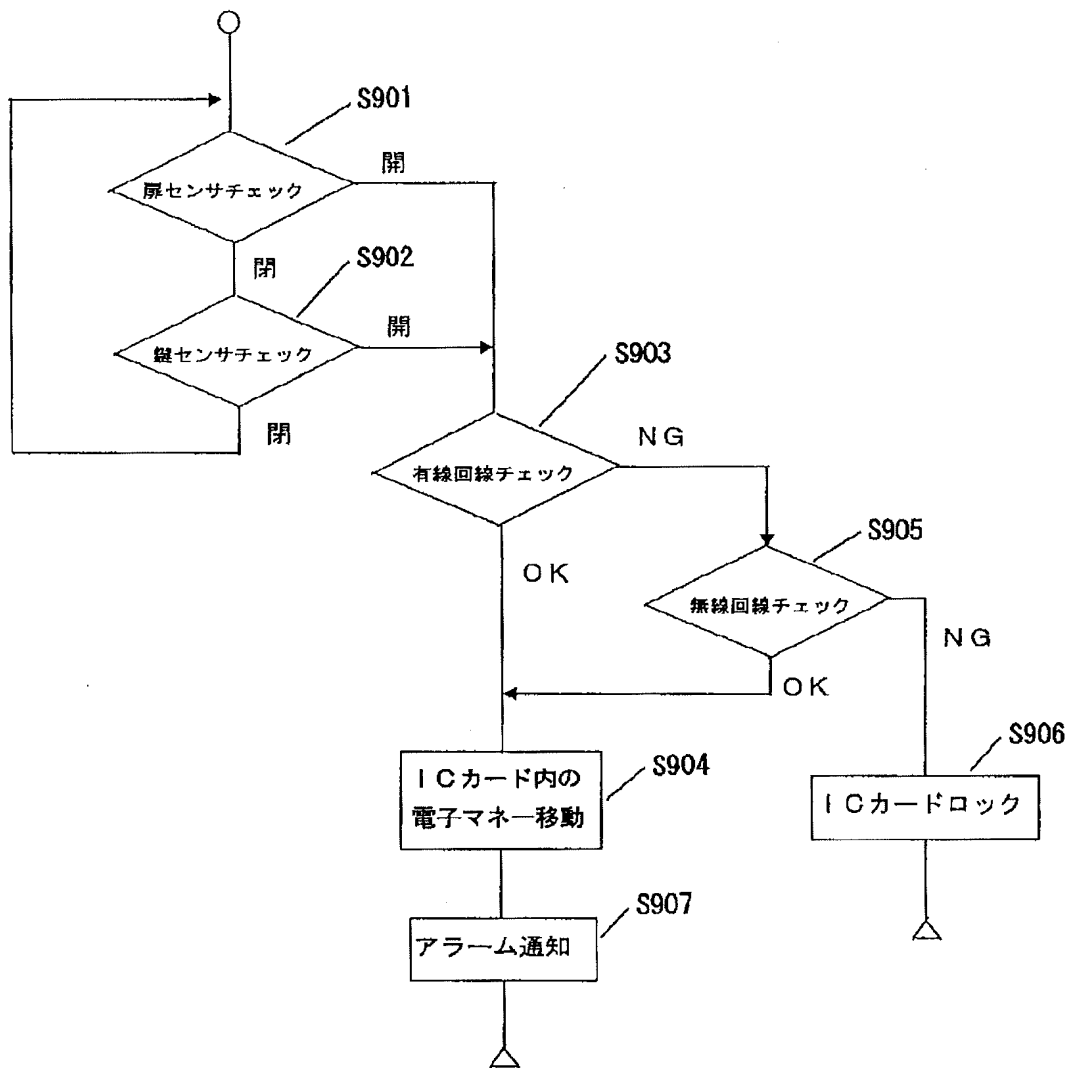 S901
扉センサチェック
開
閉
S902
鍵センサチェック
開
閉
S903
有線回線チェック
ＮＧ
ＯＫ
S905
無線回線チェック
ＮＧ
ＯＫ
S904
ＩＣカード内の
電子マネー移動
S906
ＩＣカードロック
S907
アラーム通知